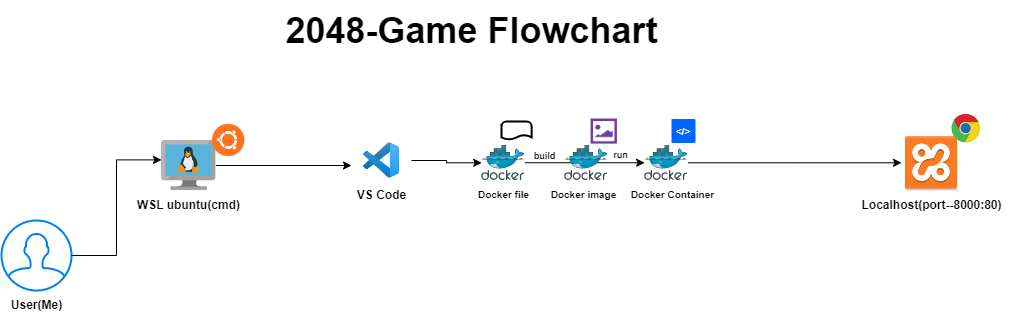 2048-Game Flowchart
</>
build
run
docker
docker
docker
WSL ubuntu(cmd)
VS Code
Docker file
Docker image
Docker Container
Localhost(port--8000:80)
User(Me)